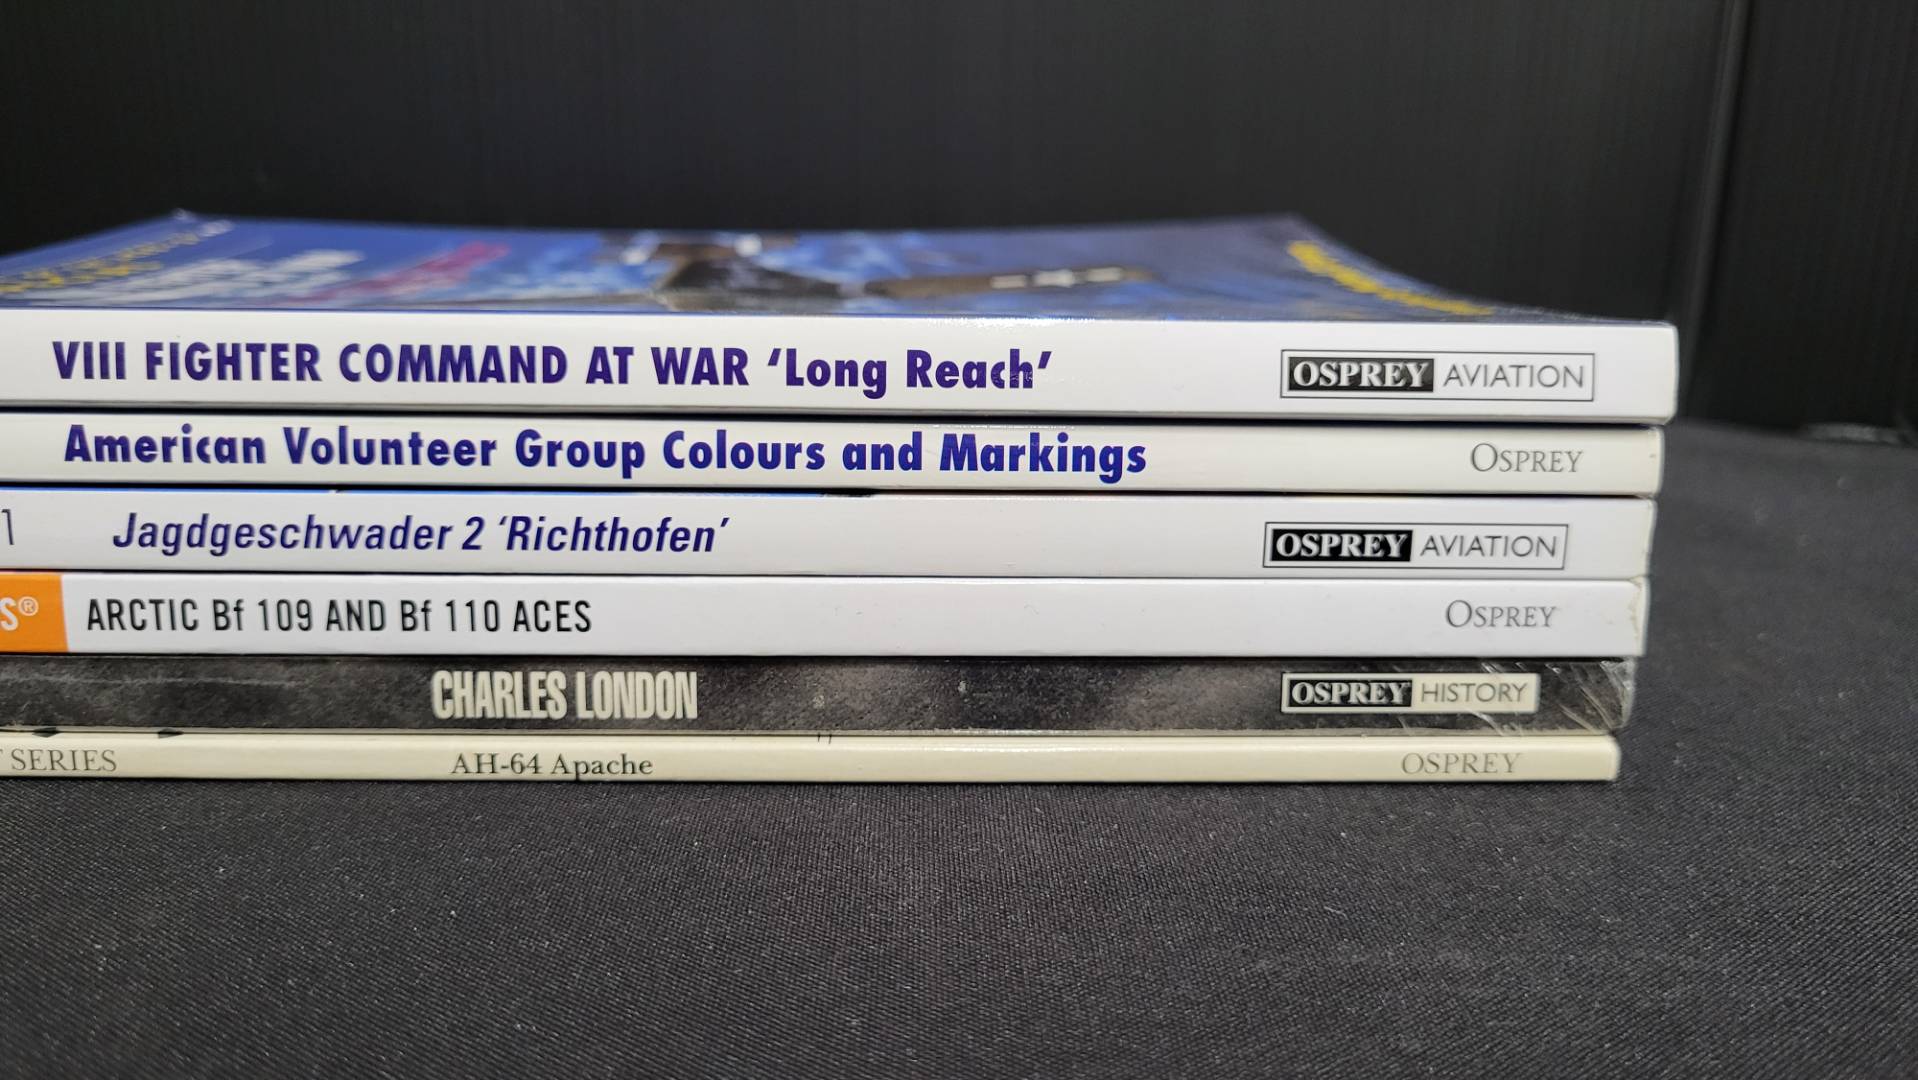 VIII FIGHTER COMMAND AT WAR ‘Long Reach’ OSPREY AVIATION
American Volunteer Group Colours and Markings OSPREY
1 Jagdgeschwader 2 ‘Richthofen’ OSPREY AVIATION
S® ARCTIC Bf 109 AND Bf 110 ACES OSPREY
CHARLES LONDON OSPREY HISTORY
SERIES AH-64 Apache OSPREY